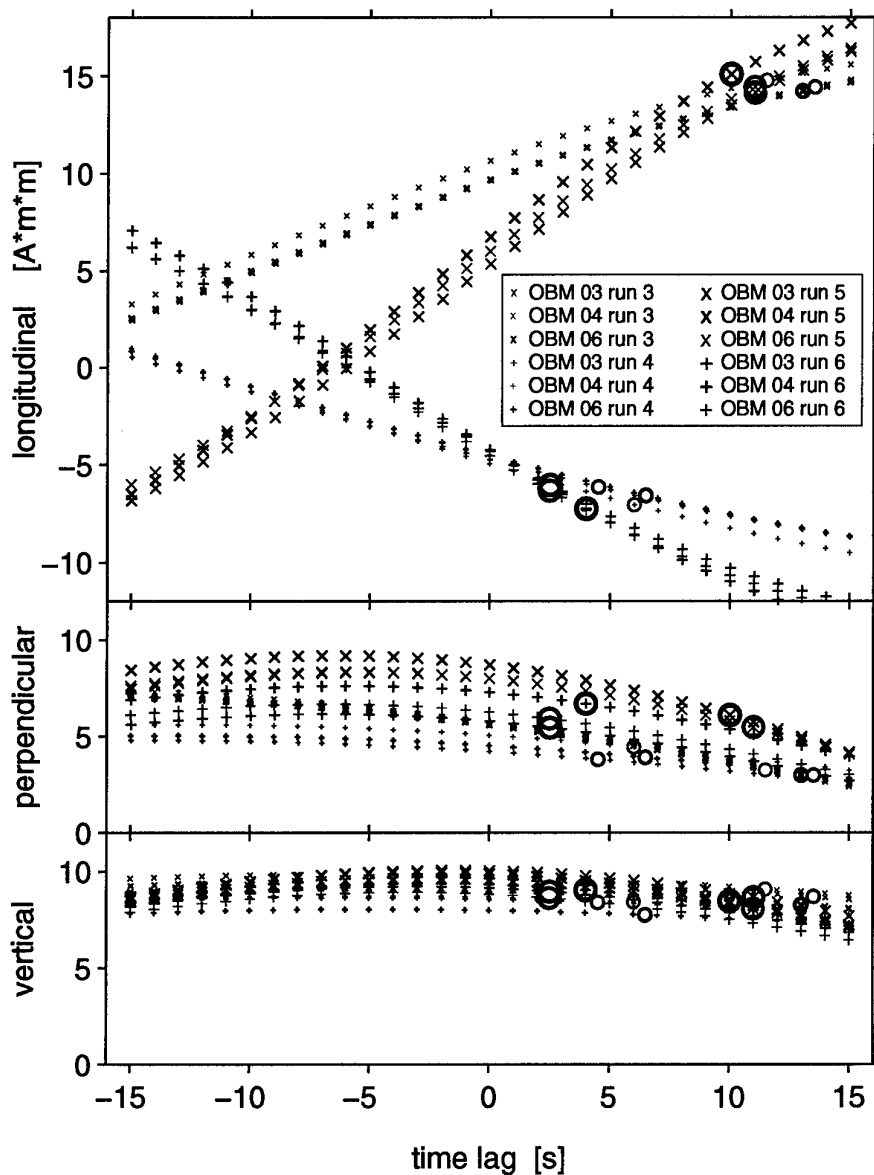 15
10
5
0
−5
−10
longitudinal [A*m*m]
× OBM 03 run 3
× OBM 04 run 3
× OBM 06 run 3
+ OBM 03 run 4
+ OBM 04 run 4
+ OBM 06 run 4
× OBM 03 run 5
× OBM 04 run 5
× OBM 06 run 5
+ OBM 03 run 6
+ OBM 04 run 6
+ OBM 06 run 6
10
5
0
perpendicular
10
5
0
vertical
−15 −10 −5 0 5 10 15
time lag [s]